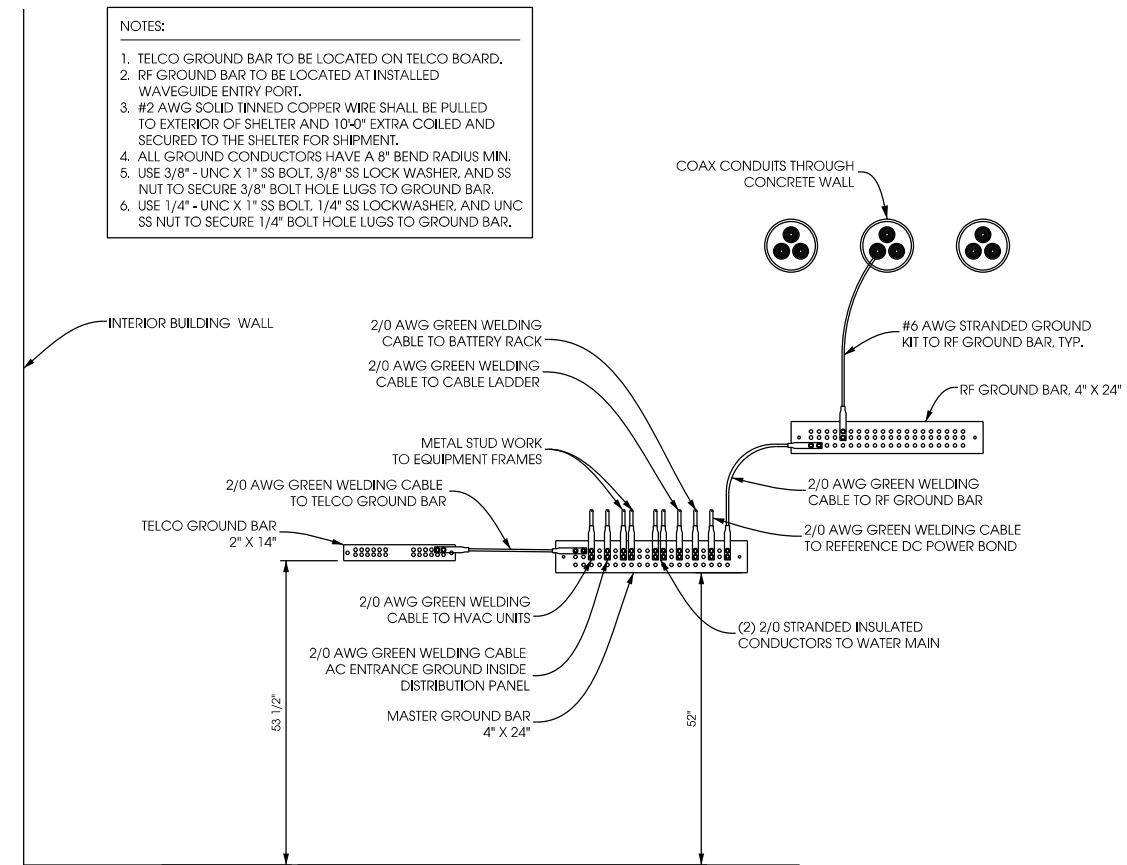 NOTES:
1. TELCO GROUND BAR TO BE LOCATED ON TELCO BOARD.
2. RF GROUND BAR TO BE LOCATED AT INSTALLED
WAVEGUIDE ENTRY PORT.
3. #2 AWG SOLID TINNED COPPER WIRE SHALL BE PULLED
TO EXTERIOR OF SHELTER AND 10'-0" EXTRA COILED AND
SECURED TO THE SHELTER FOR SHIPMENT.
4. ALL GROUND CONDUCTORS HAVE A 8" BEND RADIUS MIN.
5. USE 3/8" - UNC X 1" SS BOLT, 3/8" SS LOCK WASHER, AND SS
NUT TO SECURE 3/8" BOLT HOLE LUGS TO GROUND BAR.
6. USE 1/4" - UNC X 1" SS BOLT, 1/4" SS LOCKWASHER, AND UNC
SS NUT TO SECURE 1/4" BOLT HOLE LUGS TO GROUND BAR.
COAX CONDUITS THROUGH
CONCRETE WALL
INTERIOR BUILDING WALL
2/0 AWG GREEN WELDING
CABLE TO BATTERY RACK
#6 AWG STRANDED GROUND
KIT TO RF GROUND BAR, TYP.
2/0 AWG GREEN WELDING
CABLE TO CABLE LADDER
RF GROUND BAR, 4" X 24"
METAL STUD WORK
TO EQUIPMENT FRAMES
2/0 AWG GREEN WELDING CABLE
TO TELCO GROUND BAR
2/0 AWG GREEN WELDING
CABLE TO RF GROUND BAR
TELCO GROUND BAR
2" X 14"
2/0 AWG GREEN WELDING CABLE
TO REFERENCE DC POWER BOND
2/0 AWG GREEN WELDING
CABLE TO HVAC UNITS
(2) 2/0 STRANDED INSULATED
CONDUCTORS TO WATER MAIN
2/0 AWG GREEN WELDING CABLE
AC ENTRANCE GROUND INSIDE
DISTRIBUTION PANEL
MASTER GROUND BAR
4" X 24"
53 1/2"
52"